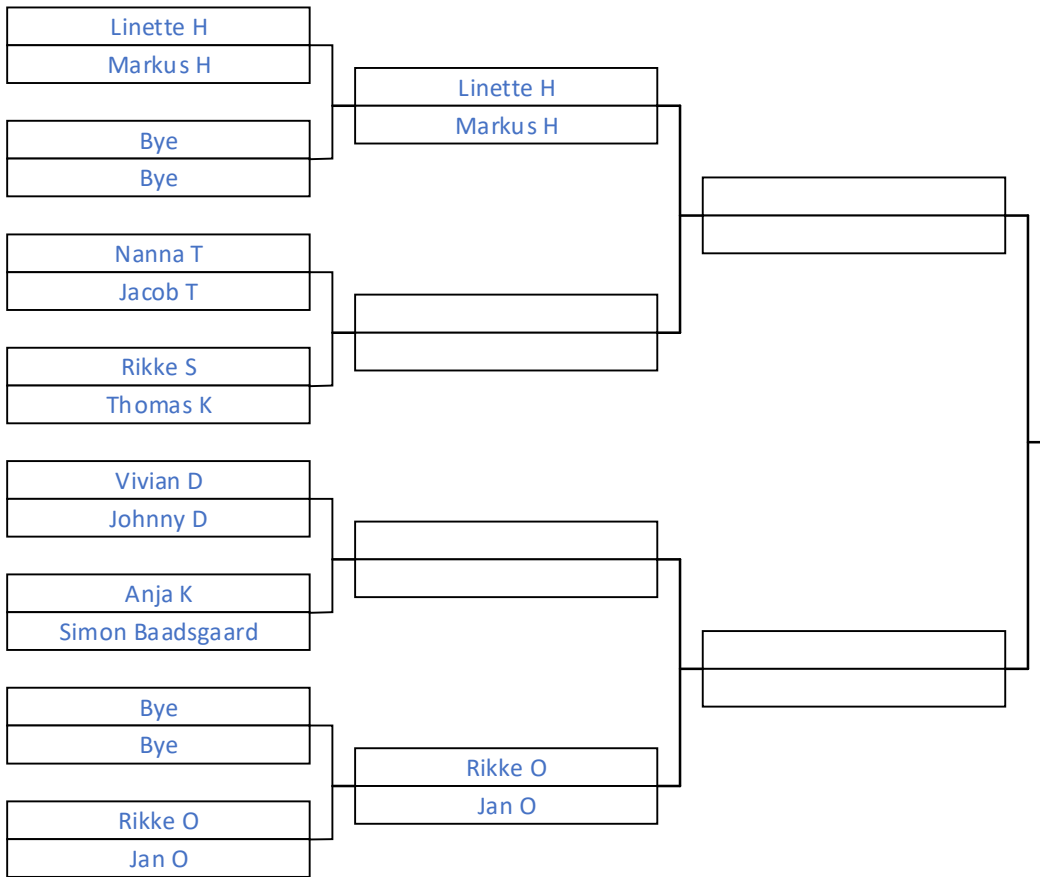 Linette H
Markus H
Bye
Bye
Nanna T
Jacob T
Rikke S
Thomas K
Vivian D
Johnny D
Anja K
Simon Baadsgaard
Bye
Bye
Rikke O
Jan O
Linette H
Markus H
Rikke O
Jan O